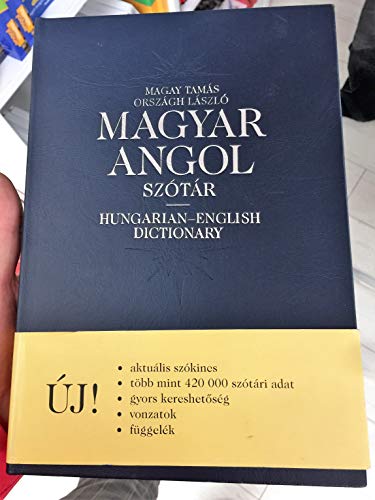 MAGAY TAMÁS
ORSZÁGH LÁSZLÓ
MAGYAR
ANGOL
SZÓTÁR
HUNGARIAN–ENGLISH
DICTIONARY
ÚJ!
• aktuális szókincs
• több mint 420 000 szótári adat
• gyors kereshetőség
• vonzatok
• függelék